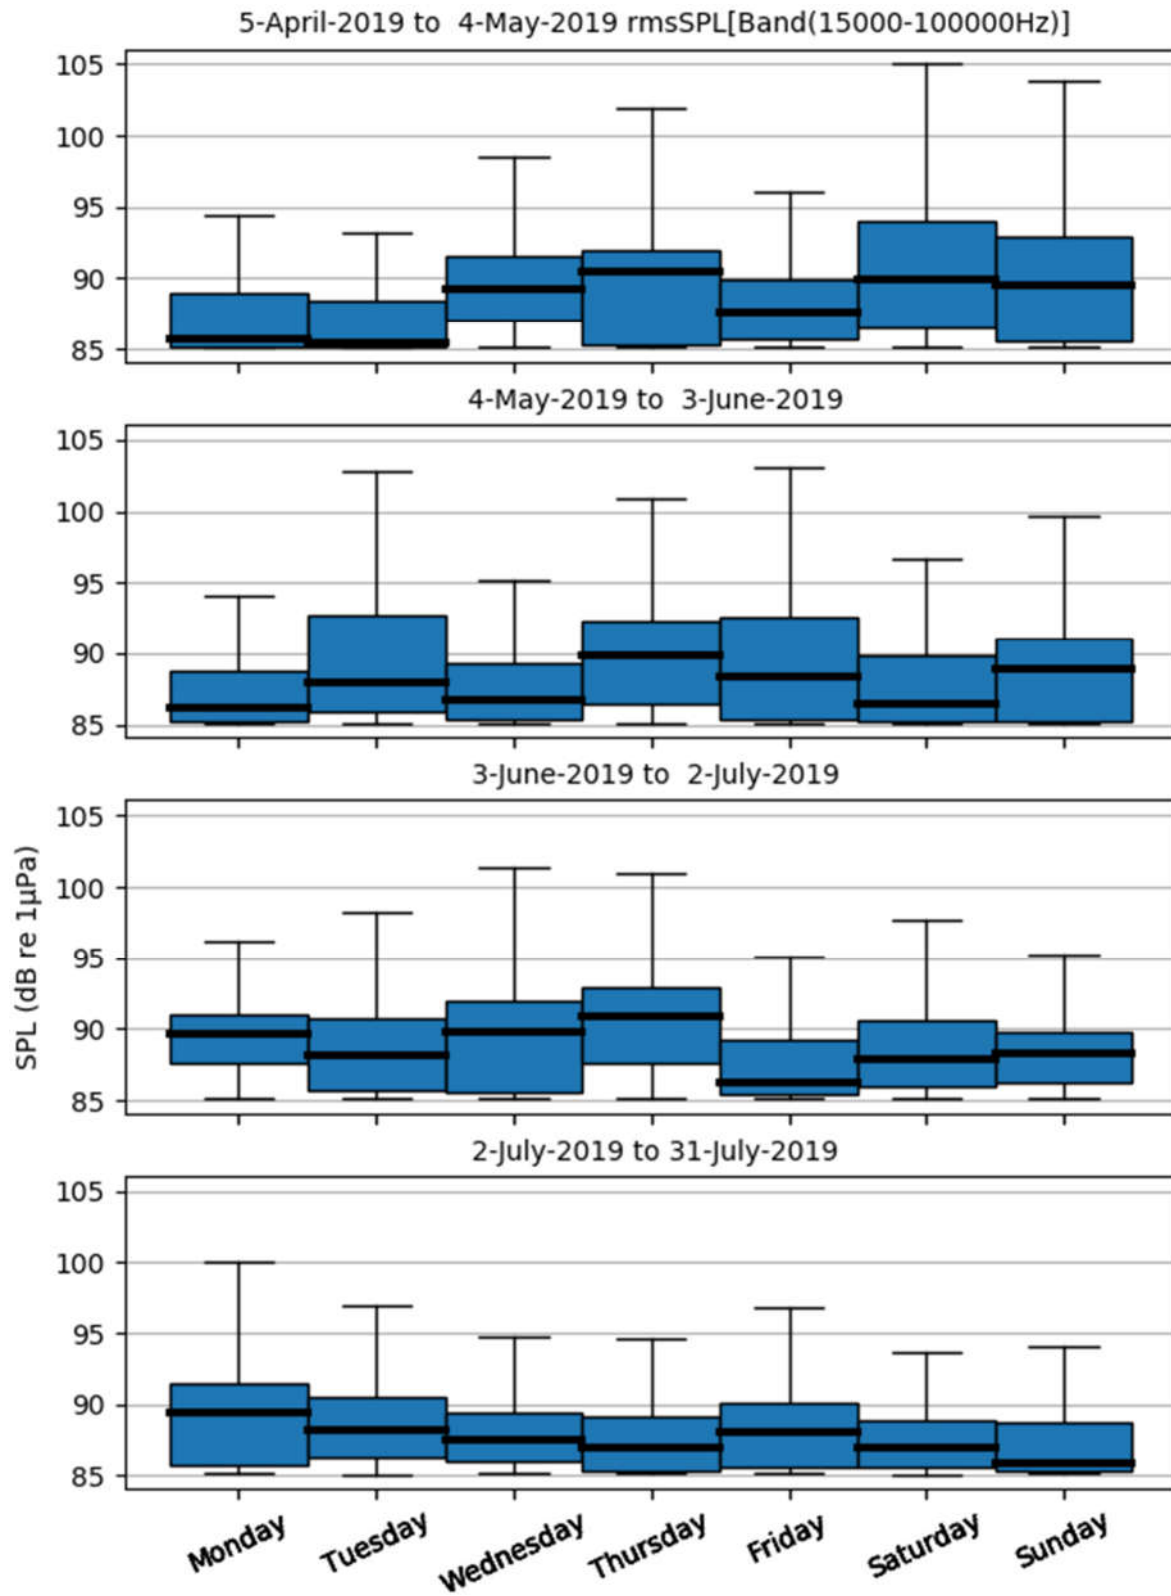 5-April-2019 to 4-May-2019 rmsSPL[Band(15000-100000Hz)]
105
100
95
90
85
4-May-2019 to 3-June-2019
105
100
95
90
85
3-June-2019 to 2-July-2019
105
100
95
90
85
SPL (dB re 1μPa)
2-July-2019 to 31-July-2019
105
100
95
90
85
Monday
Tuesday
Wednesday
Thursday
Friday
Saturday
Sunday